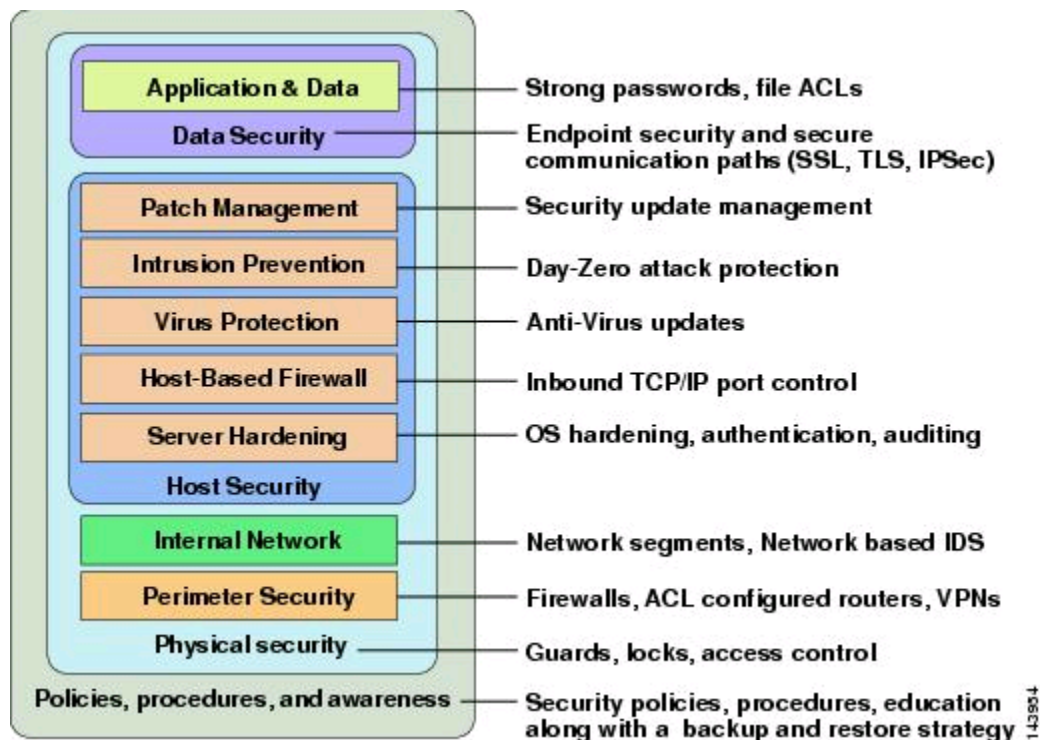 Application & Data
Strong passwords, file ACLs
Data Security
Endpoint security and secure
communication paths (SSL, TLS, IPSec)
Patch Management
Security update management
Intrusion Prevention
Day-Zero attack protection
Virus Protection
Anti-Virus updates
Host-Based Firewall
Inbound TCP/IP port control
Server Hardening
OS hardening, authentication, auditing
Host Security
Internal Network
Network segments, Network based IDS
Perimeter Security
Firewalls, ACL configured routers, VPNs
Physical security
Guards, locks, access control
Policies, procedures, and awareness
Security policies, procedures, education
along with a backup and restore strategy
143954